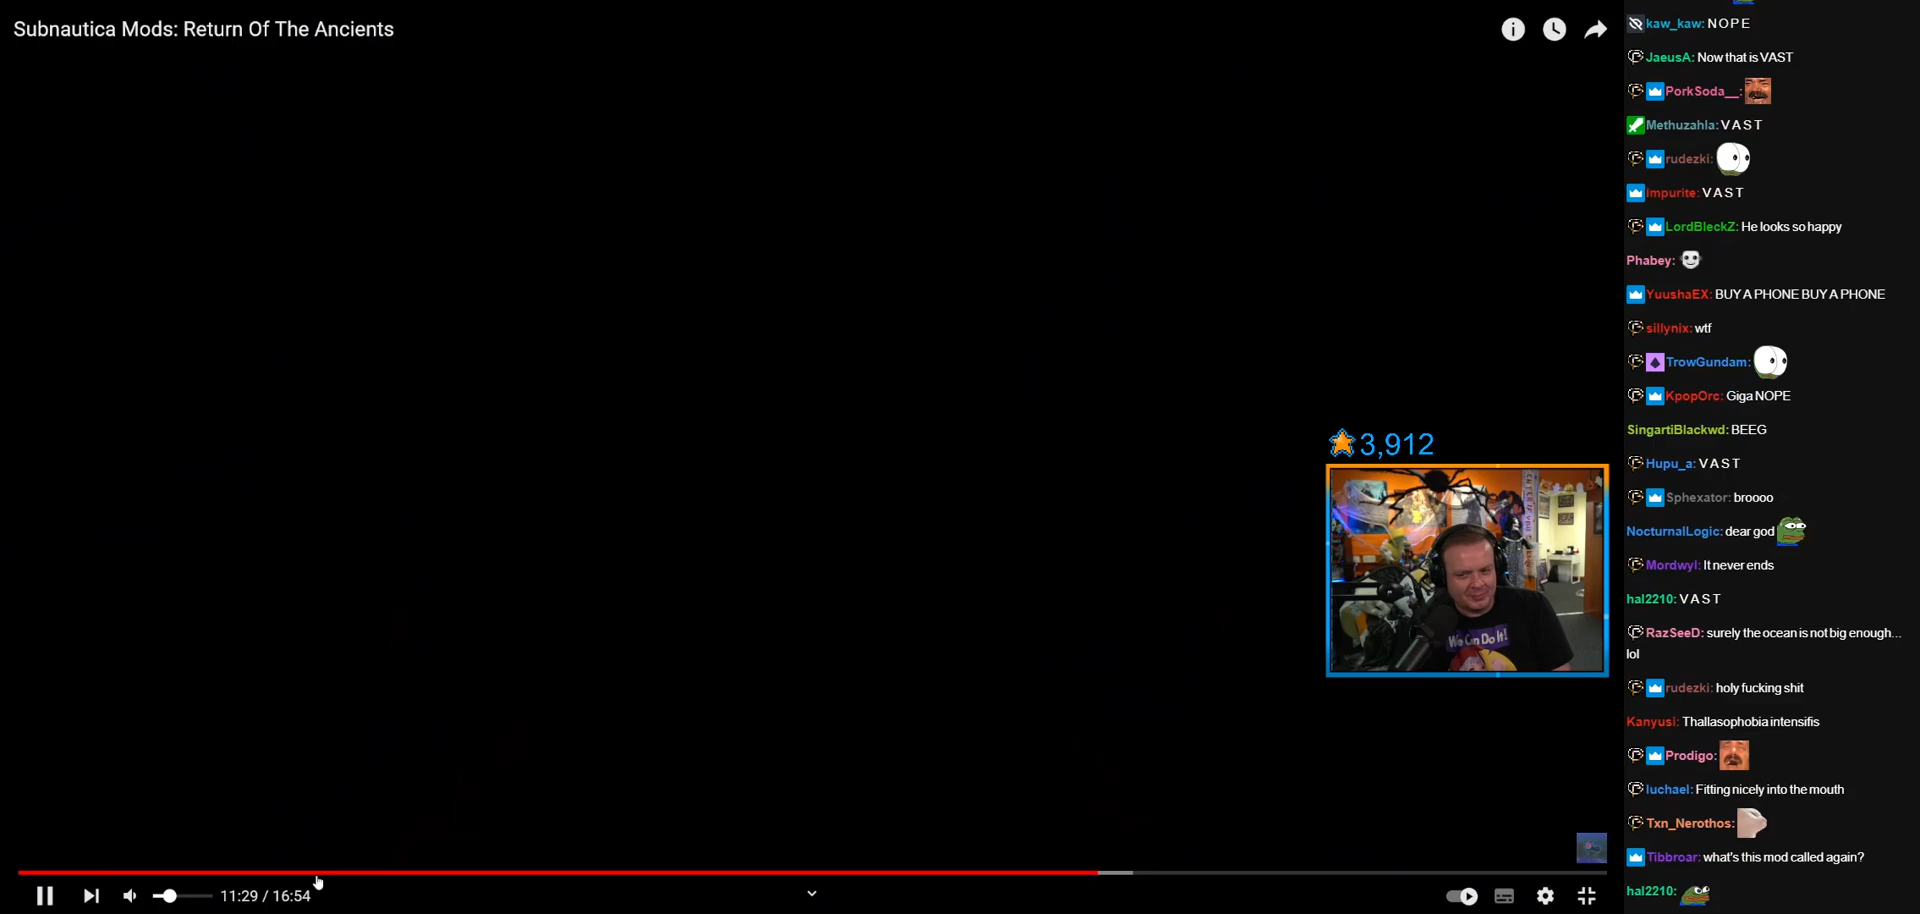 Subnautica Mods: Return Of The Ancients
kaw_kaw: NOPE
JaeusA: Now that is VAST
PorkSoda__:
Methuzahla: V A S T
rudezki:
Impurite: V A S T
LordBleckZ: He looks so happy
Phabey:
YuushaEX: BUY A PHONE BUY A PHONE
sillynix: wtf
TrowGundam:
KpopOrc: Giga NOPE
SingartiBlackwd: BEEG
3,912
Hupu_a: V A S T
Sphexator: broooo
NocturnalLogic: dear god
Mordwyl: It never ends
hal2210: V A S T
RazSeeD: surely the ocean is not big enough...
lol
We Can Do It!
rudezki: holy fucking shit
Kanyusi: Thallasophobia intensifis
Prodigo:
luchael: Fitting nicely into the mouth
Txn_Nerothos:
Tibbroar: what's this mod called again?
hal2210:
11:29 / 16:54